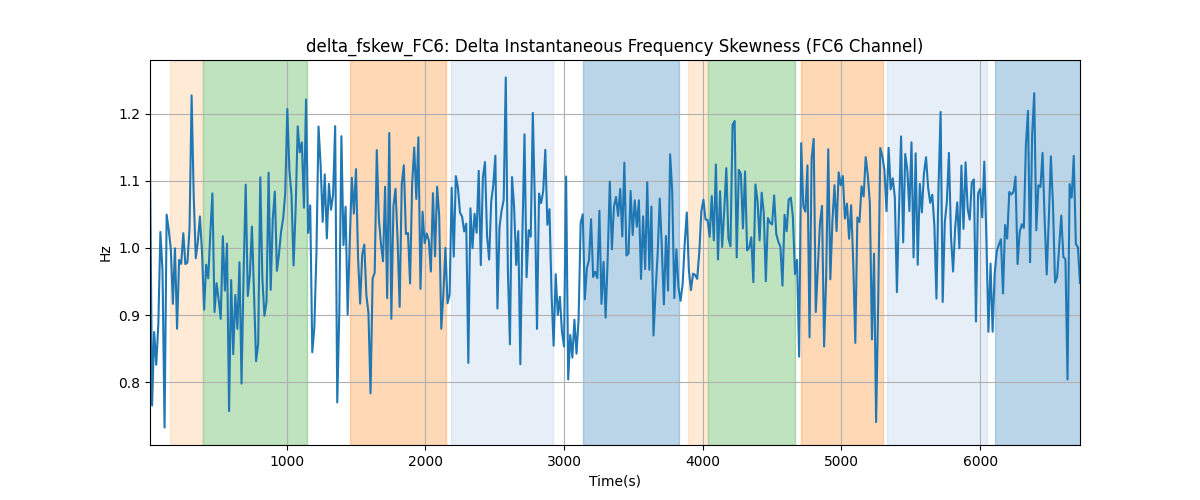 delta_fskew_FC6: Delta Instantaneous Frequency Skewness (FC6 Channel)
Hz
1.2
1.1
1.0
0.9
0.8
1000 2000 3000 4000 5000 6000
Time(s)